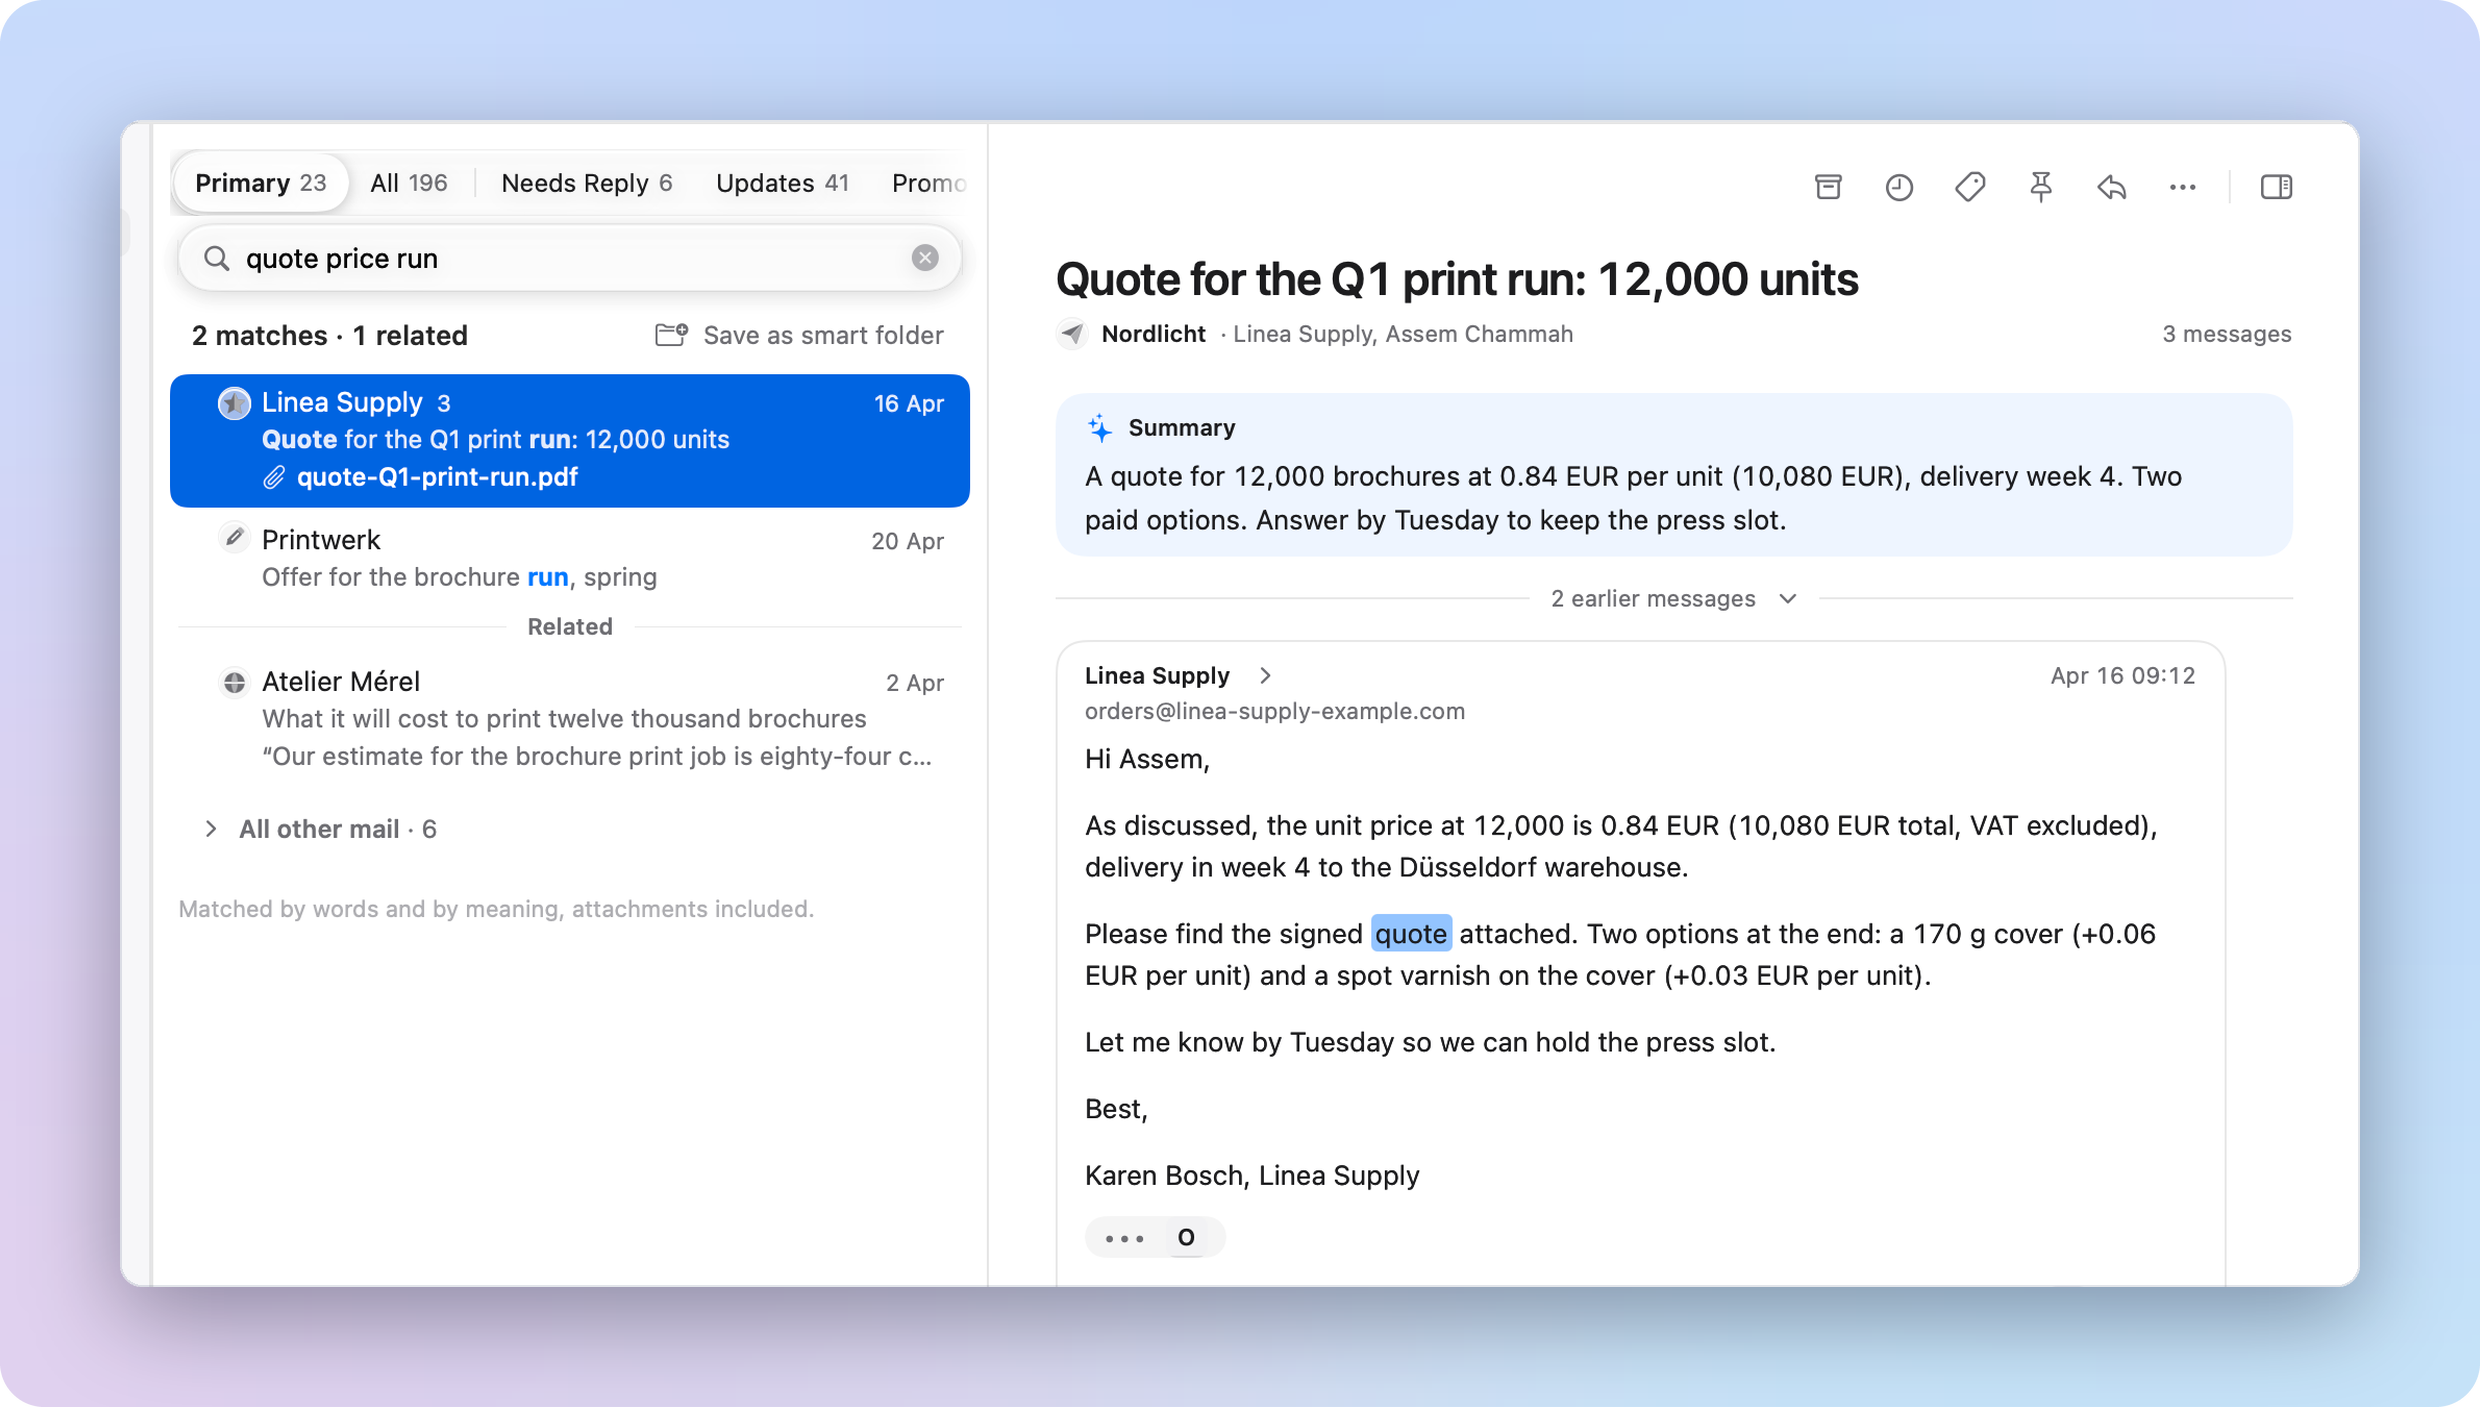 Primary 23 All 196 Needs Reply 6 Updates 41 Promo
quote price run
2 matches · 1 related Save as smart folder
Linea Supply 3 16 Apr
Quote for the Q1 print run: 12,000 units
quote-Q1-print-run.pdf
Printwerk 20 Apr
Offer for the brochure run, spring
Related
Atelier Mérel 2 Apr
What it will cost to print twelve thousand brochures
“Our estimate for the brochure print job is eighty-four c...
All other mail · 6
Matched by words and by meaning, attachments included.
Quote for the Q1 print run: 12,000 units
Nordlicht · Linea Supply, Assem Chammah 3 messages
Summary
A quote for 12,000 brochures at 0.84 EUR per unit (10,080 EUR), delivery week 4. Two
paid options. Answer by Tuesday to keep the press slot.
2 earlier messages
Linea Supply Apr 16 09:12
orders@linea-supply-example.com
Hi Assem,
As discussed, the unit price at 12,000 is 0.84 EUR (10,080 EUR total, VAT excluded),
delivery in week 4 to the Düsseldorf warehouse.
Please find the signed quote attached. Two options at the end: a 170 g cover (+0.06
EUR per unit) and a spot varnish on the cover (+0.03 EUR per unit).
Let me know by Tuesday so we can hold the press slot.
Best,
Karen Bosch, Linea Supply
••• O